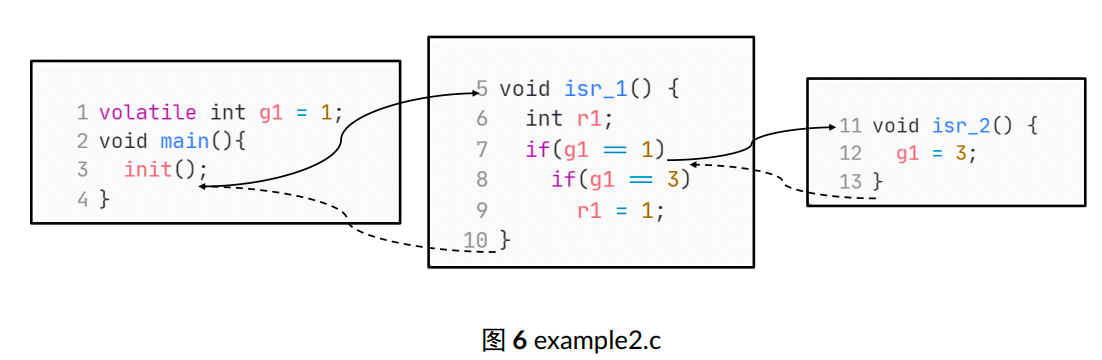 1 volatile int g1 = 1;
2 void main(){
3   init();
4 }
5 void isr_1() {
6   int r1;
7   if(g1 == 1)
8     if(g1 == 3)
9       r1 = 1;
10 }
11 void isr_2() {
12   g1 = 3;
13 }
图 6 example2.c